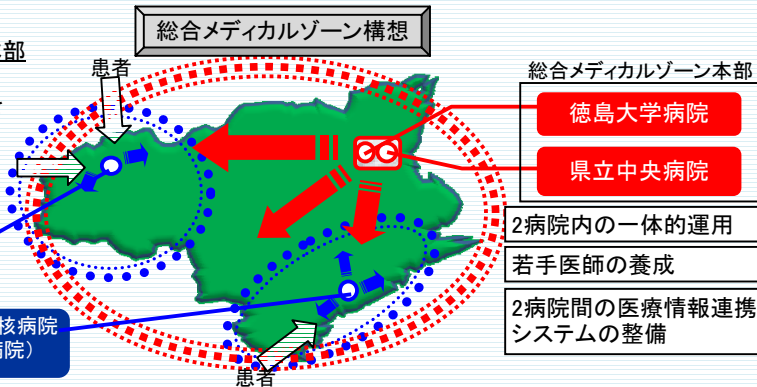 総合メディカルゾーン構想
部
患者
総合メディカルゾーン本部
徳島大学病院
県立中央病院
2病院内の一体的運用
若手医師の養成
2病院間の医療情報連携
システムの整備
核病院
病院）
患者